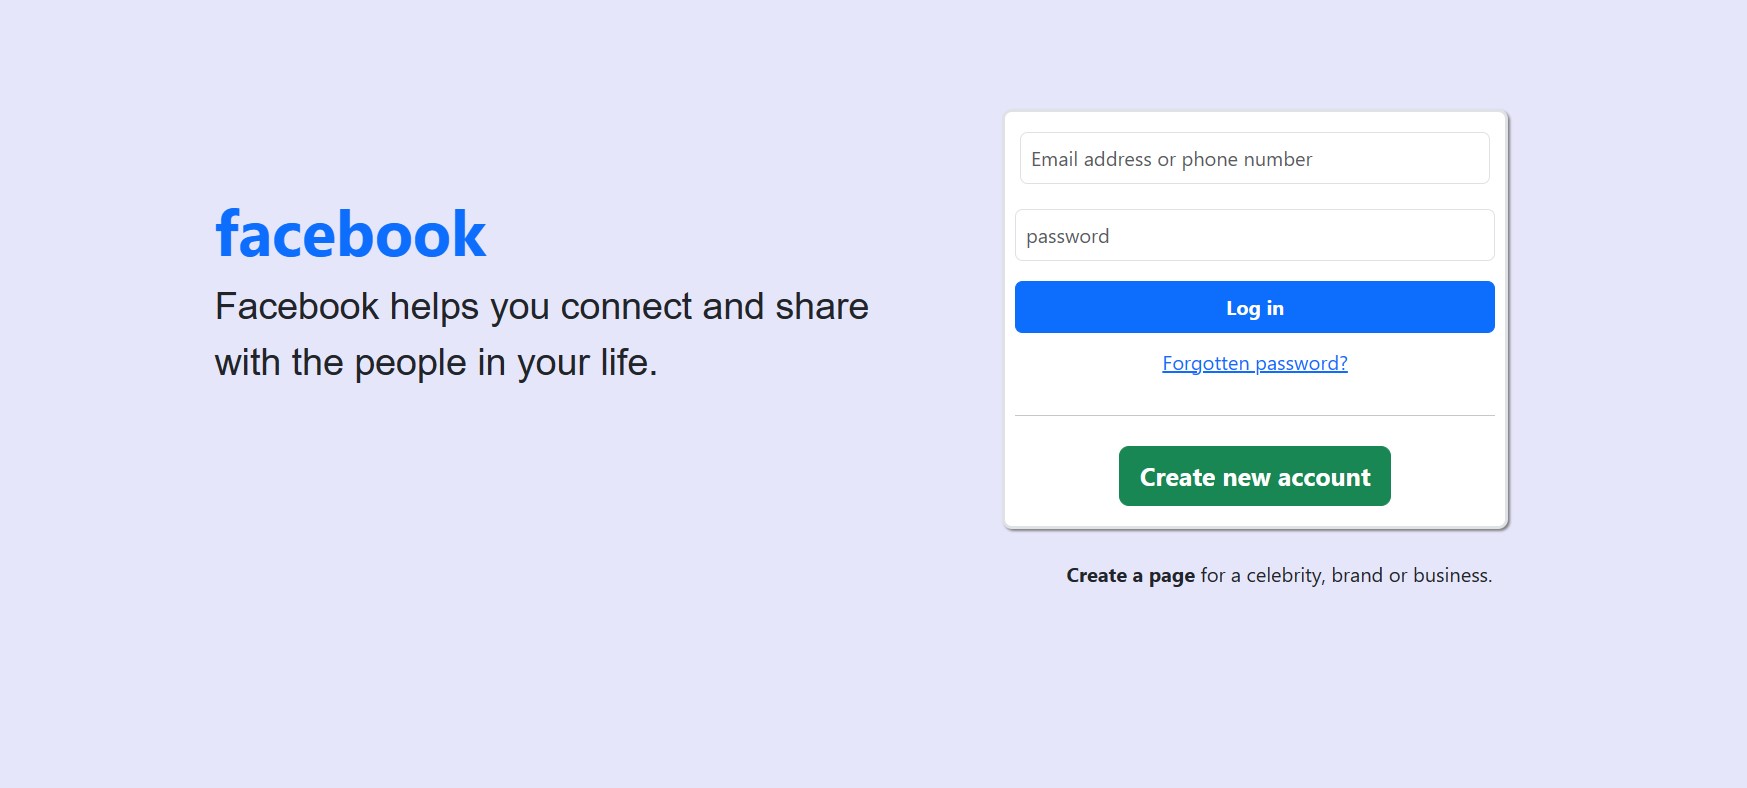 facebook
Facebook helps you connect and share
with the people in your life.
Email address or phone number
password
Log in
Forgotten password?
Create new account
Create a page for a celebrity, brand or business.